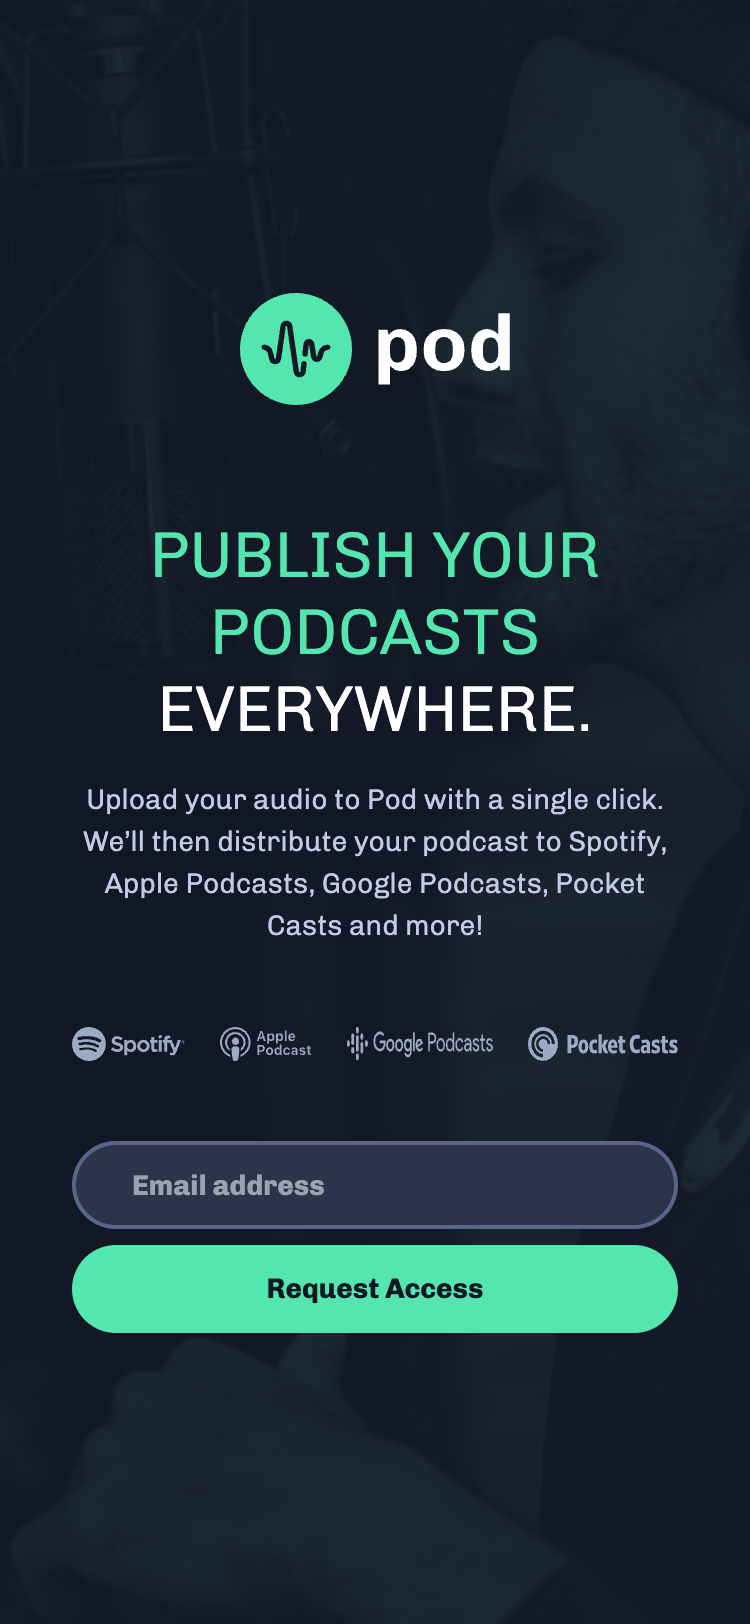 pod
PUBLISH YOUR
PODCASTS
EVERYWHERE.
Upload your audio to Pod with a single click.
We’ll then distribute your podcast to Spotify,
Apple Podcasts, Google Podcasts, Pocket
Casts and more!
Spotify Apple Podcast Google Podcasts Pocket Casts
Email address
Request Access